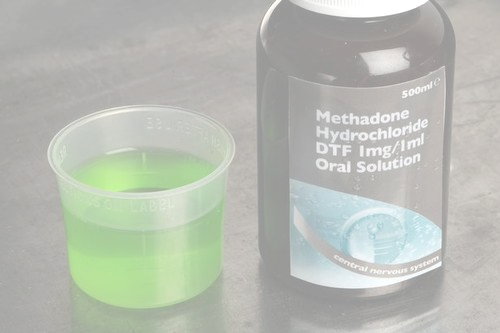 500ml e
Methadone
Hydrochloride
DTF 1mg/1ml
Oral Solution
central nervous system